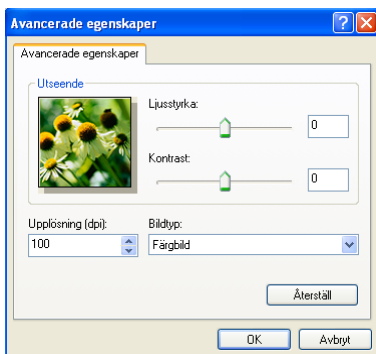 Avancerade egenskaper
Avancerade egenskaper
Utseende
Ljusstyrka:
0
Kontrast:
0
Upplösning (dpi): Bildtyp:
100 Färgbild
Återställ
OK Avbryt